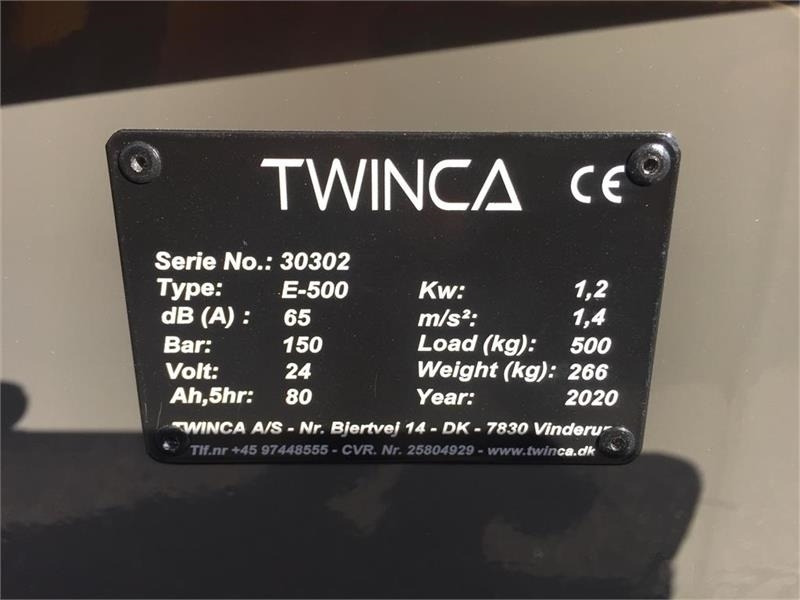 TWINCA CE
Serie No.: 30302
Type: E-500 Kw: 1,2
dB (A) : 65 m/s²: 1,4
Bar: 150 Load (kg): 500
Volt: 24 Weight (kg): 266
Ah,5hr: 80 Year: 2020
TWINCA A/S - Nr. Bjertvej 14 - DK - 7830
Tlf.nr +45 97448555 - CVR. Nr. 25804929 - www.twinca.dk